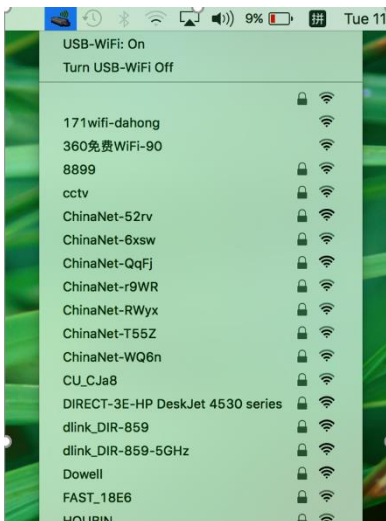 9% 拼 Tue 11
USB-WiFi: On
Turn USB-WiFi Off
171wifi-dahong
360免费WiFi-90
8899
cctv
ChinaNet-52rv
ChinaNet-6xsw
ChinaNet-QqFj
ChinaNet-r9WR
ChinaNet-RWyx
ChinaNet-T55Z
ChinaNet-WQ6n
CU_CJa8
DIRECT-3E-HP DeskJet 4530 series
dlink_DIR-859
dlink_DIR-859-5GHz
Dowell
FAST_18E6
HOUBIN